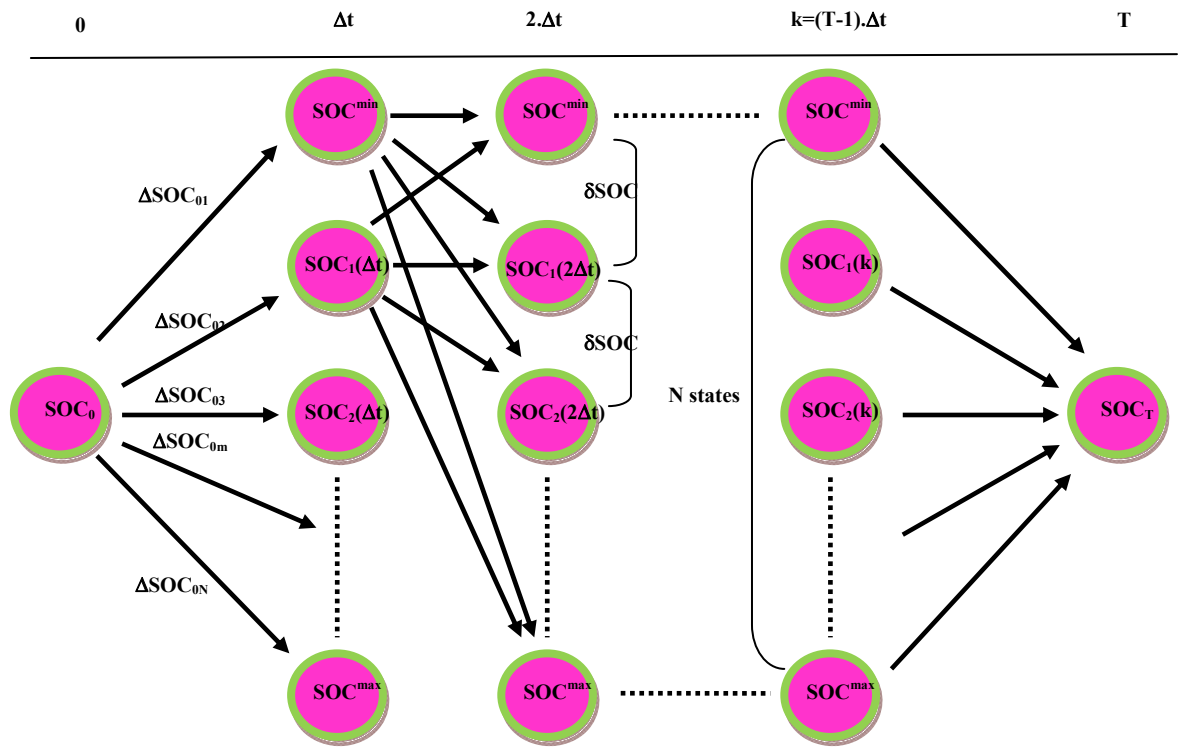 0 Δt 2.Δt k=(T-1).Δt T
SOCᵐⁱⁿ SOCᵐⁱⁿ SOCᵐⁱⁿ
ΔSOC₀₁
δSOC
SOC₁(Δt) SOC₁(2Δt) SOC₁(k)
ΔSOC₀₂
δSOC
ΔSOC₀₃
N states
SOC₀ SOC₂(Δt) SOC₂(2Δt) SOC₂(k) SOC_T
ΔSOC₀ₘ
ΔSOC₀N
SOCᵐᵃˣ SOCᵐᵃˣ SOCᵐᵃˣ